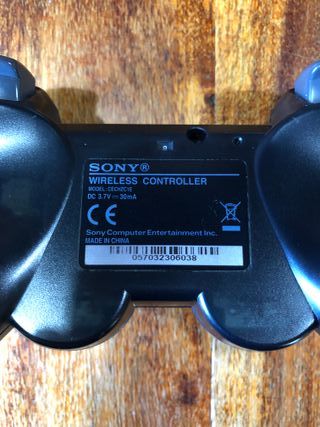 SONY®
WIRELESS CONTROLLER
MODEL: CECHZC1E
DC 3.7V ⎓ 30mA
CE
Sony Computer Entertainment Inc.
MADE IN CHINA
057032306038